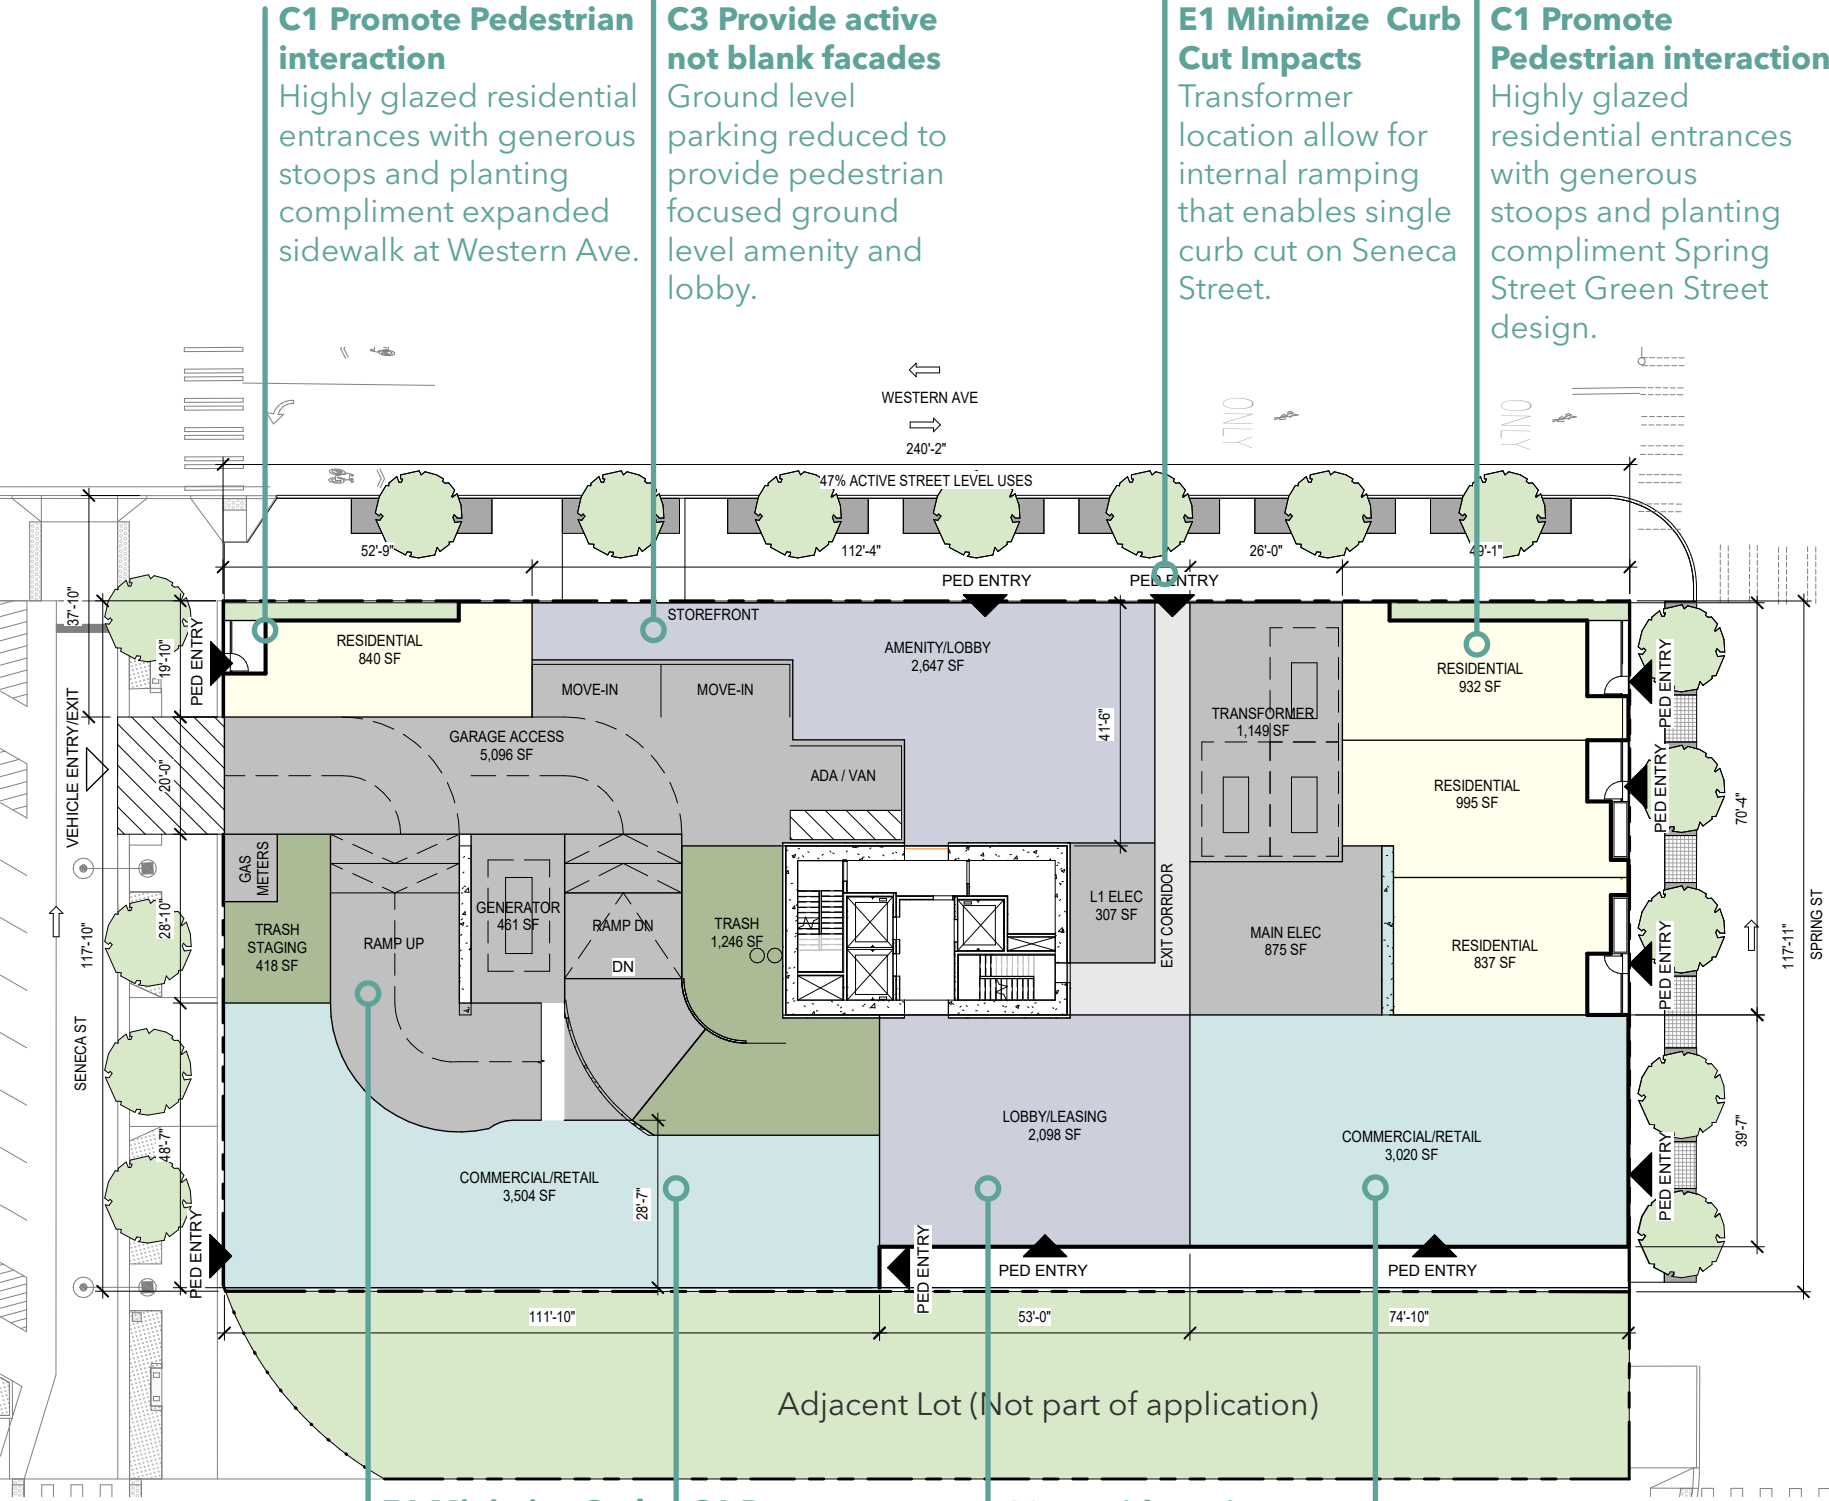 C1 Promote Pedestrian
interaction
Highly glazed residential
entrances with generous
stoops and planting
compliment expanded
sidewalk at Western Ave.
C3 Provide active
not blank facades
Ground level
parking reduced to
provide pedestrian
focused ground
level amenity and
lobby.
E1 Minimize Curb
Cut Impacts
Transformer
location allow for
internal ramping
that enables single
curb cut on Seneca
Street.
C1 Promote
Pedestrian interaction
Highly glazed
residential entrances
with generous
stoops and planting
compliment Spring
Street Green Street
design.
WESTERN AVE
ONLY
ONLY
240'-2"
47% ACTIVE STREET LEVEL USES
52'-9"
112'-4"
26'-0"
49'-1"
PED ENTRY
PED ENTRY
37'-10"
19'-10"
PED ENTRY
RESIDENTIAL
840 SF
STOREFRONT
AMENITY/LOBBY
2,647 SF
MOVE-IN
MOVE-IN
41'-6"
TRANSFORMER
1,149 SF
RESIDENTIAL
932 SF
PED ENTRY
VEHICLE ENTRY/EXIT
20'-0"
GARAGE ACCESS
5,096 SF
ADA / VAN
RESIDENTIAL
995 SF
PED ENTRY
70'-4"
GAS
METERS
117'-10"
28'-10"
TRASH
STAGING
418 SF
RAMP UP
GENERATOR
461 SF
RAMP DN
DN
TRASH
1,246 SF
L1 ELEC
307 SF
EXIT CORRIDOR
MAIN ELEC
875 SF
RESIDENTIAL
837 SF
PED ENTRY
117'-11"
SPRING ST
SENECA ST
48'-7"
LOBBY/LEASING
2,098 SF
COMMERCIAL/RETAIL
3,020 SF
39'-7"
PED ENTRY
COMMERCIAL/RETAIL
3,504 SF
28'-7"
PED ENTRY
PED ENTRY
PED ENTRY
PED ENTRY
111'-10"
53'-0"
74'-10"
Adjacent Lot (Not part of application)